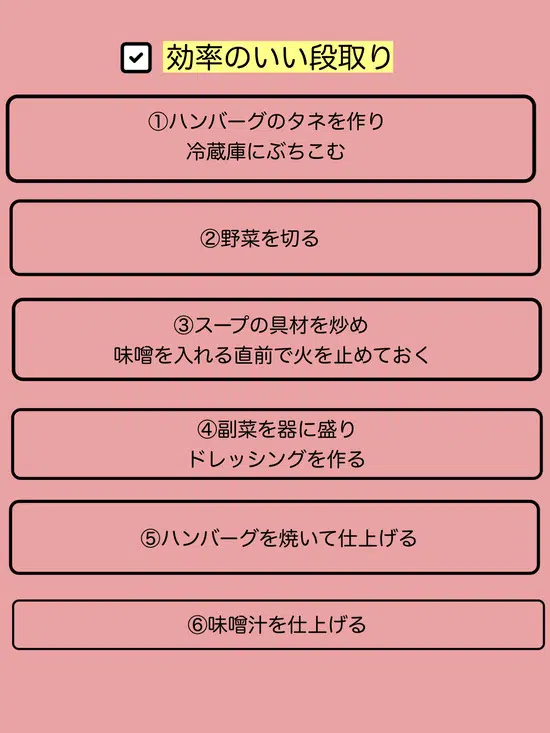 効率のいい段取り
①ハンバーグのタネを作り
冷蔵庫にぶちこむ
②野菜を切る
③スープの具材を炒め
味噌を入れる直前で火を止めておく
④副菜を器に盛り
ドレッシングを作る
⑤ハンバーグを焼いて仕上げる
⑥味噌汁を仕上げる